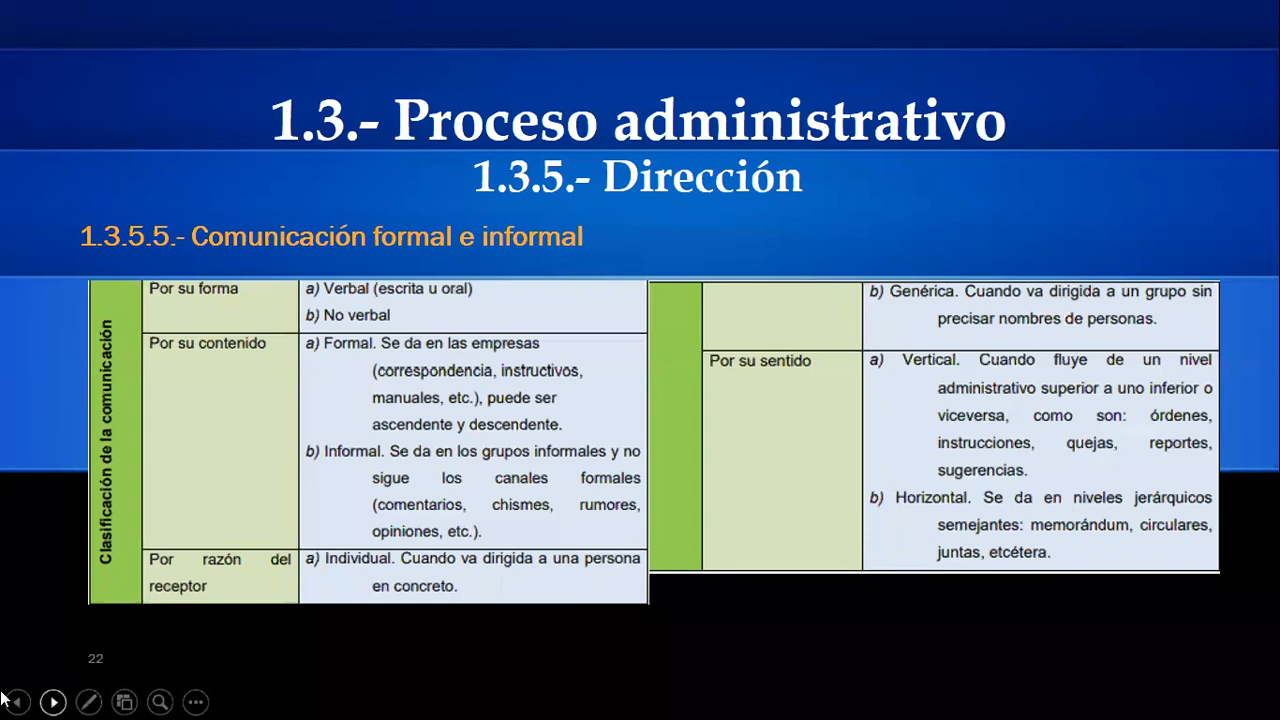 1.3.- Proceso administrativo
1.3.5.- Dirección
1.3.5.5.- Comunicación formal e informal
Clasificación de la comunicación
Por su forma
a) Verbal (escrita u oral)
b) No verbal
Por su contenido
a) Formal. Se da en las empresas
(correspondencia, instructivos,
manuales, etc.), puede ser
ascendente y descendente.
b) Informal. Se da en los grupos informales y no
sigue los canales formales
(comentarios, chismes, rumores,
opiniones, etc.).
Por razón del
receptor
a) Individual. Cuando va dirigida a una persona
en concreto.
b) Genérica. Cuando va dirigida a un grupo sin
precisar nombres de personas.
Por su sentido
a) Vertical. Cuando fluye de un nivel
administrativo superior a uno inferior o
viceversa, como son: órdenes,
instrucciones, quejas, reportes,
sugerencias.
b) Horizontal. Se da en niveles jerárquicos
semejantes: memorándum, circulares,
juntas, etcétera.
22